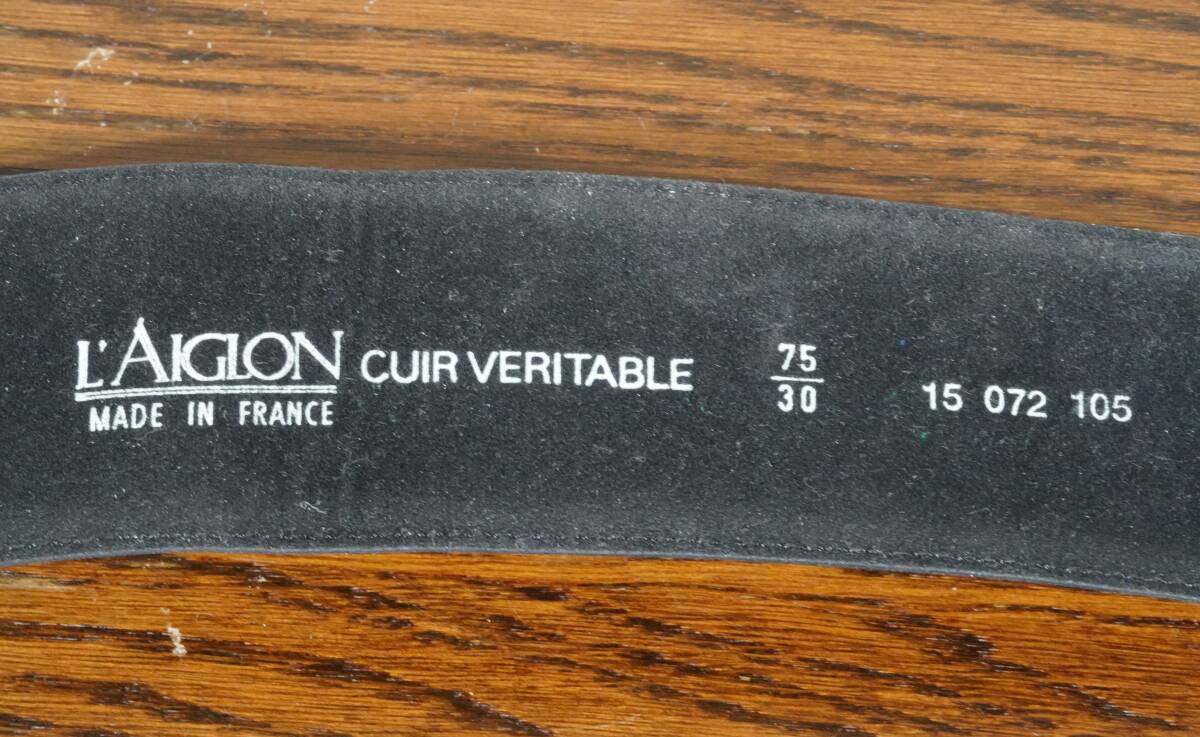 L'AIGLON CUIR VERITABLE 75 15 072 105
MADE IN FRANCE 30